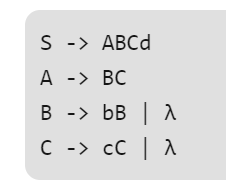 S -> ABCd
A -> BC
B -> bB | λ
C -> cC | λ